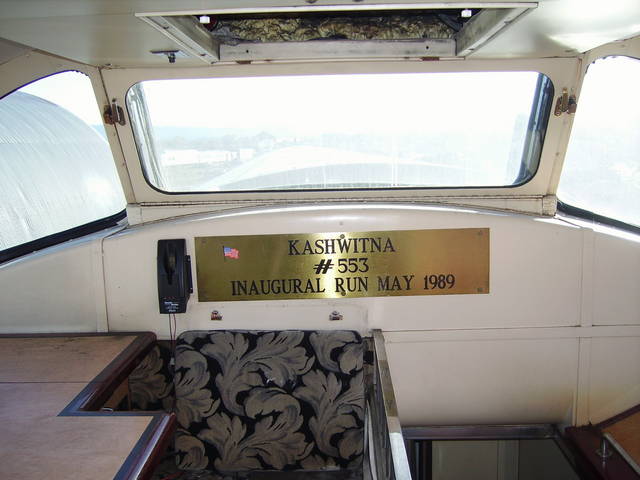 KASHWITNA
# 553
INAUGURAL RUN MAY 1989